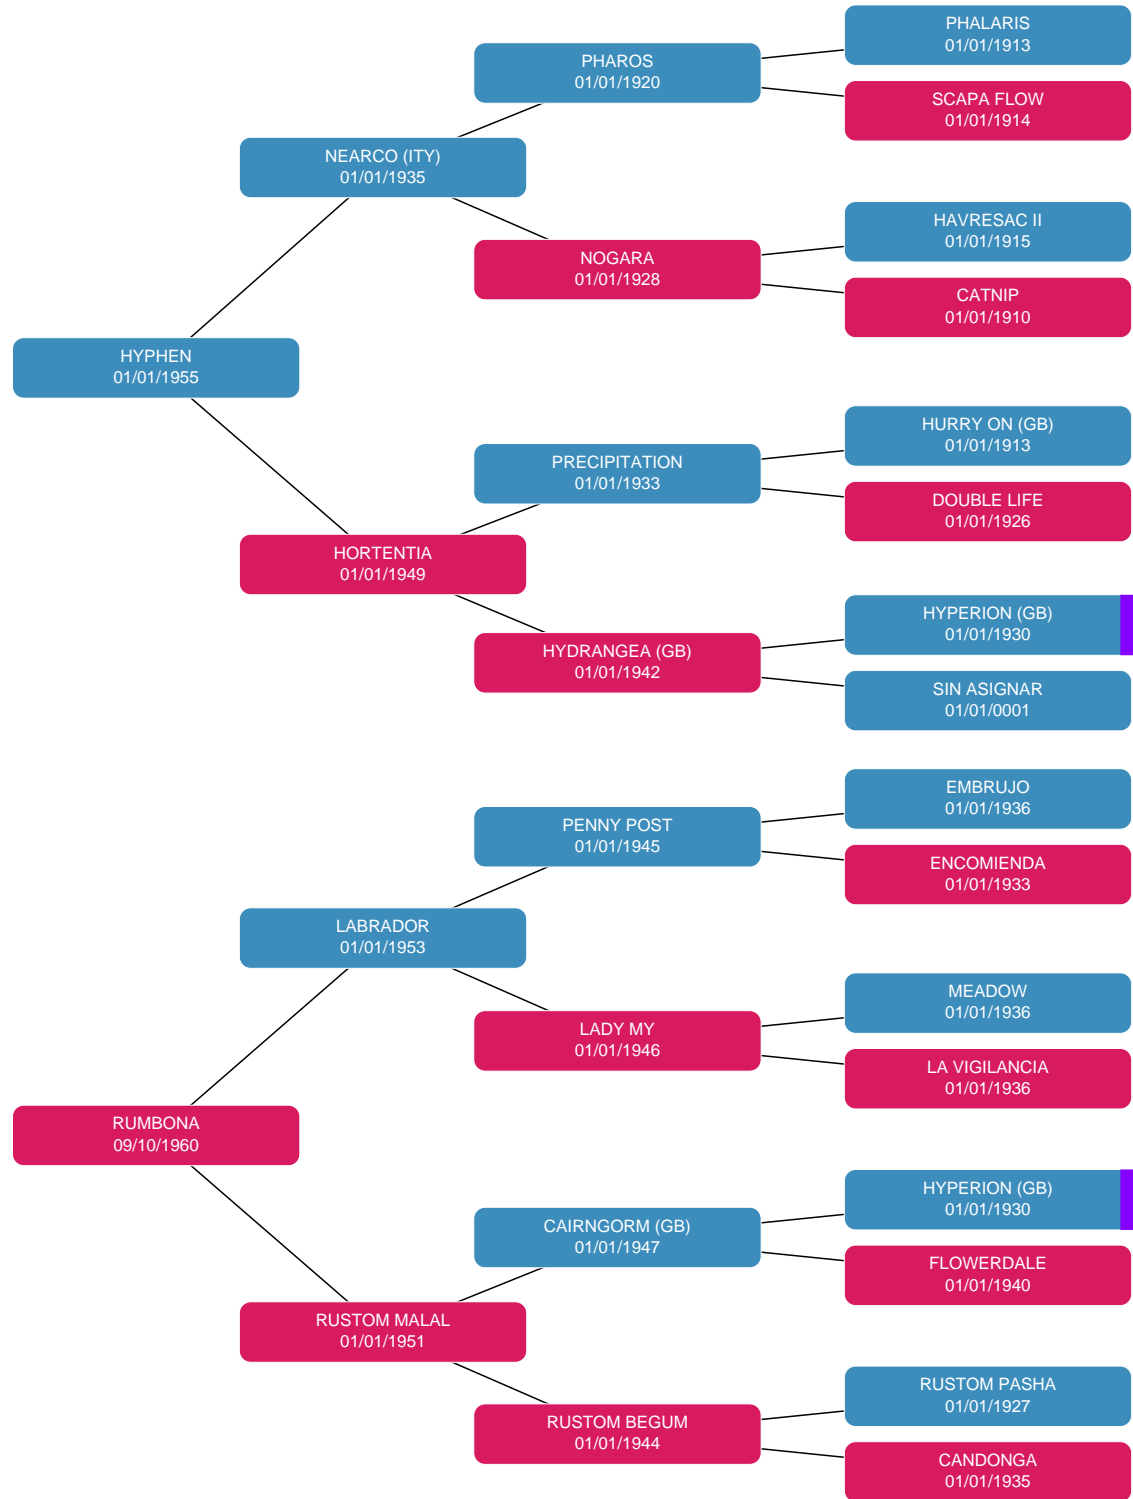 PHALARIS
01/01/1913
PHAROS
01/01/1920
SCAPA FLOW
01/01/1914
NEARCO (ITY)
01/01/1935
HAVRESAC II
01/01/1915
NOGARA
01/01/1928
CATNIP
01/01/1910
HYPHEN
01/01/1955
HURRY ON (GB)
01/01/1913
PRECIPITATION
01/01/1933
DOUBLE LIFE
01/01/1926
HORTENTIA
01/01/1949
HYPERION (GB)
01/01/1930
HYDRANGEA (GB)
01/01/1942
SIN ASIGNAR
01/01/0001
EMBRUJO
01/01/1936
PENNY POST
01/01/1945
ENCOMIENDA
01/01/1933
LABRADOR
01/01/1953
MEADOW
01/01/1936
LADY MY
01/01/1946
LA VIGILANCIA
01/01/1936
RUMBONA
09/10/1960
HYPERION (GB)
01/01/1930
CAIRNGORM (GB)
01/01/1947
FLOWERDALE
01/01/1940
RUSTOM MALAL
01/01/1951
RUSTOM PASHA
01/01/1927
RUSTOM BEGUM
01/01/1944
CANDONGA
01/01/1935